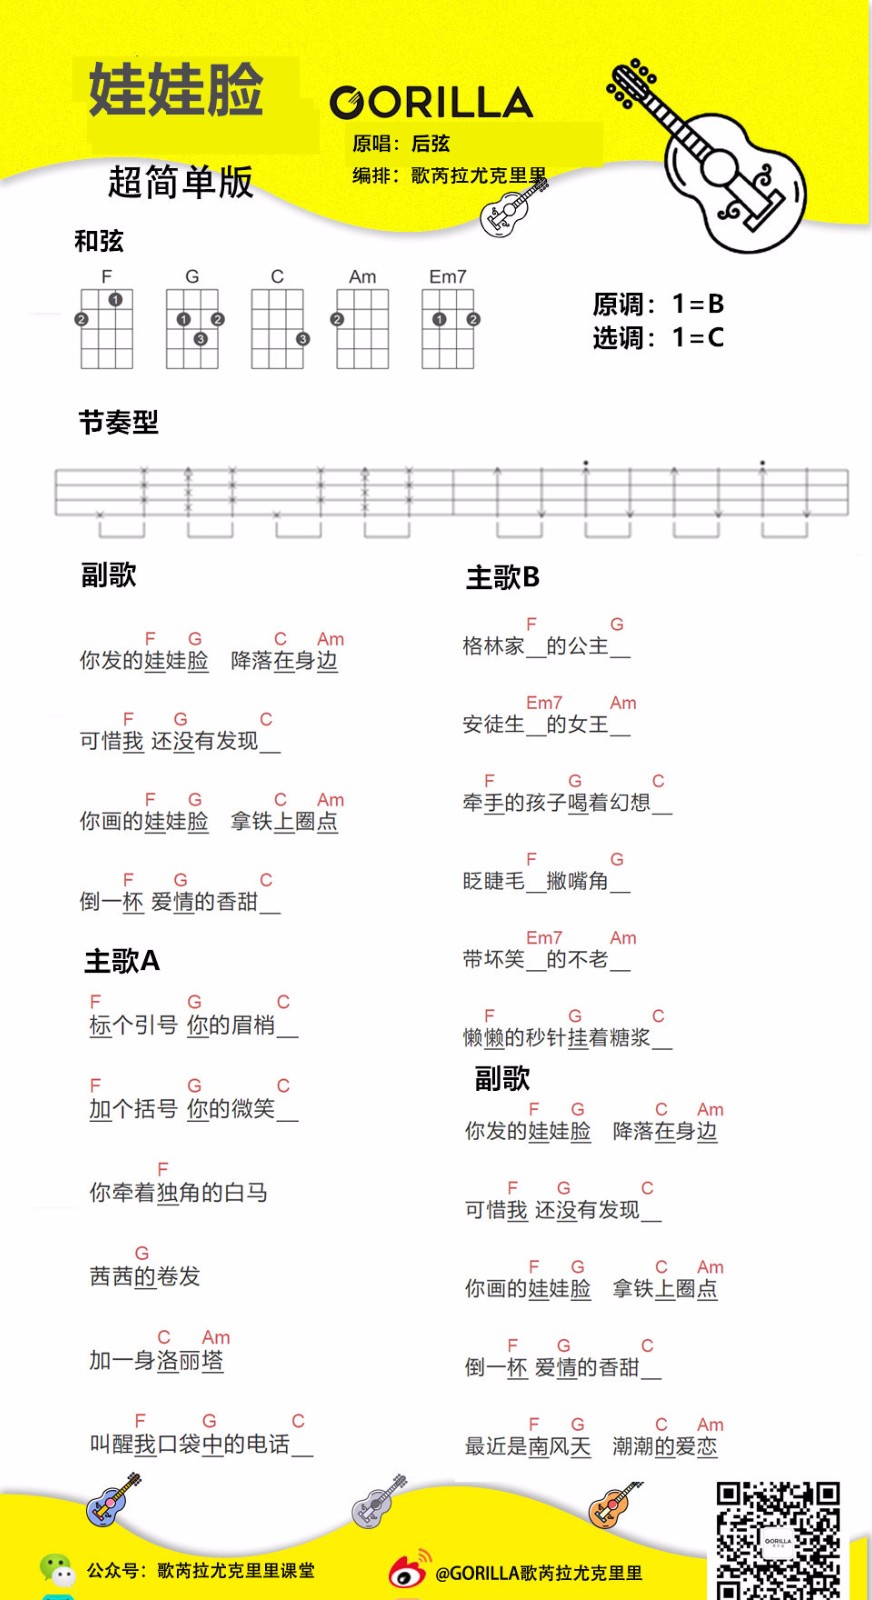 娃娃脸
GORILLA
原唱：后弦
编排：歌芮拉尤克里里
超简单版
和弦
F G C Am Em7
1 2 1 2 3 3 2 1 2
原调：1=B
选调：1=C
节奏型
副歌
F G C Am
你发的娃娃脸 降落在身边
F G C
可惜我 还没有发现__
F G C Am
你画的娃娃脸 拿铁上圈点
F G C
倒一杯 爱情的香甜__
主歌A
F G C
标个引号 你的眉梢__
F G C
加个括号 你的微笑__
F
你牵着独角的白马
G
茜茜的卷发
C Am
加一身洛丽塔
F G C
叫醒我口袋中的电话__
主歌B
F G
格林家__的公主__
Em7 Am
安徒生__的女王__
F G C
牵手的孩子喝着幻想__
F G
眨睫毛__撇嘴角__
Em7 Am
带坏笑__的不老__
F G C
懒懒的秒针挂着糖浆__
副歌
F G C Am
你发的娃娃脸 降落在身边
F G C
可惜我 还没有发现__
F G C Am
你画的娃娃脸 拿铁上圈点
F G C
倒一杯 爱情的香甜__
F G C Am
最近是南风天 潮潮的爱恋
公众号：歌芮拉尤克里里课堂
@GORILLA歌芮拉尤克里里
GORILLA